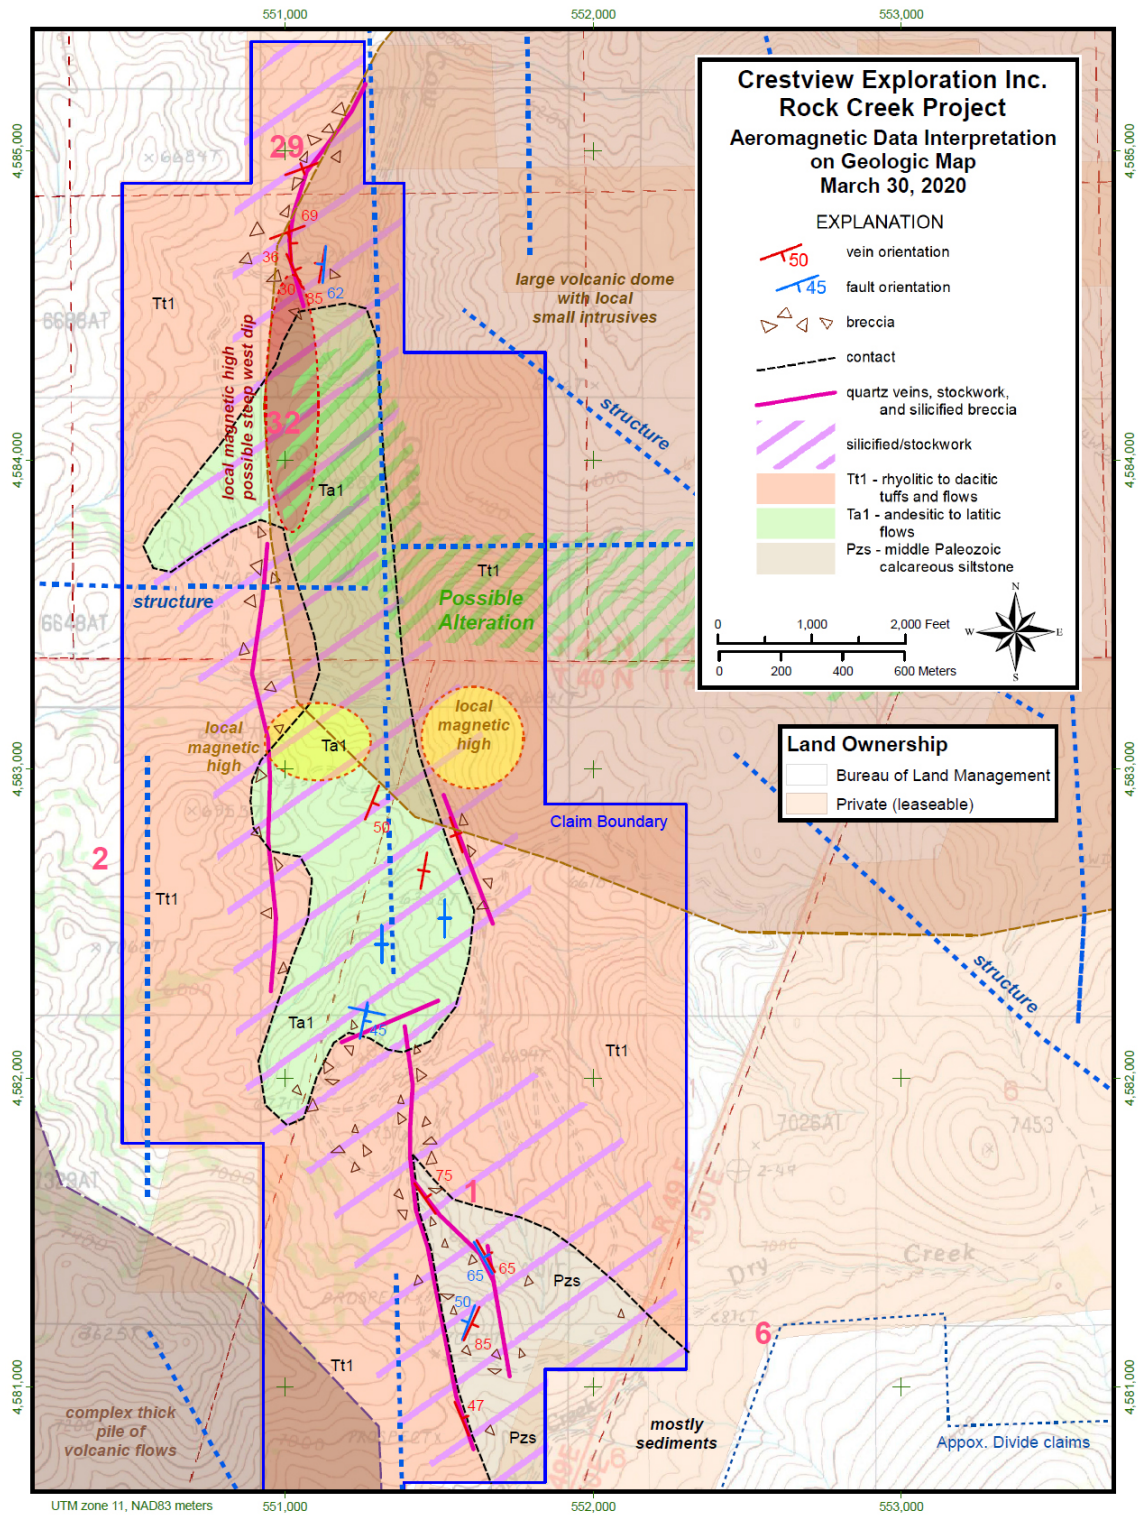 551,000
552,000
553,000
Crestview Exploration Inc.
Rock Creek Project
Aeromagnetic Data Interpretation
on Geologic Map
March 30, 2020
EXPLANATION
50
vein orientation
45
fault orientation
breccia
contact
quartz veins, stockwork,
and silicified breccia
silicified/stockwork
Tt1 - rhyolitic to dacitic
tuffs and flows
Ta1 - andesitic to latitic
flows
Pzs - middle Paleozoic
calcareous siltstone
N
W
E
S
0
1,000
2,000 Feet
0
200
400
600 Meters
Land Ownership
Bureau of Land Management
Private (leaseable)
4,585,000
4,584,000
4,583,000
4,582,000
4,581,000
4,585,000
4,584,000
4,583,000
4,582,000
4,581,000
6684T
29
69
36
30
85
62
Tt1
6688AT
large volcanic dome
with local
small intrusives
local magnetic high
possible steep west dip
32
structure
Ta1
Tt1
Possible
Alteration
structure
6648AT
T 40 N
local
magnetic
high
Ta1
local
magnetic
high
50
Claim Boundary
2
Tt1
structure
Ta1
45
Tt1
7026AT
7453
75
1
R 49 E
R 50 E
65
65
Pzs
50
85
Dry
Creek
6
Tt1
47
Pzs
complex thick
pile of
volcanic flows
mostly
sediments
Appox. Divide claims
UTM zone 11, NAD83 meters
551,000
552,000
553,000